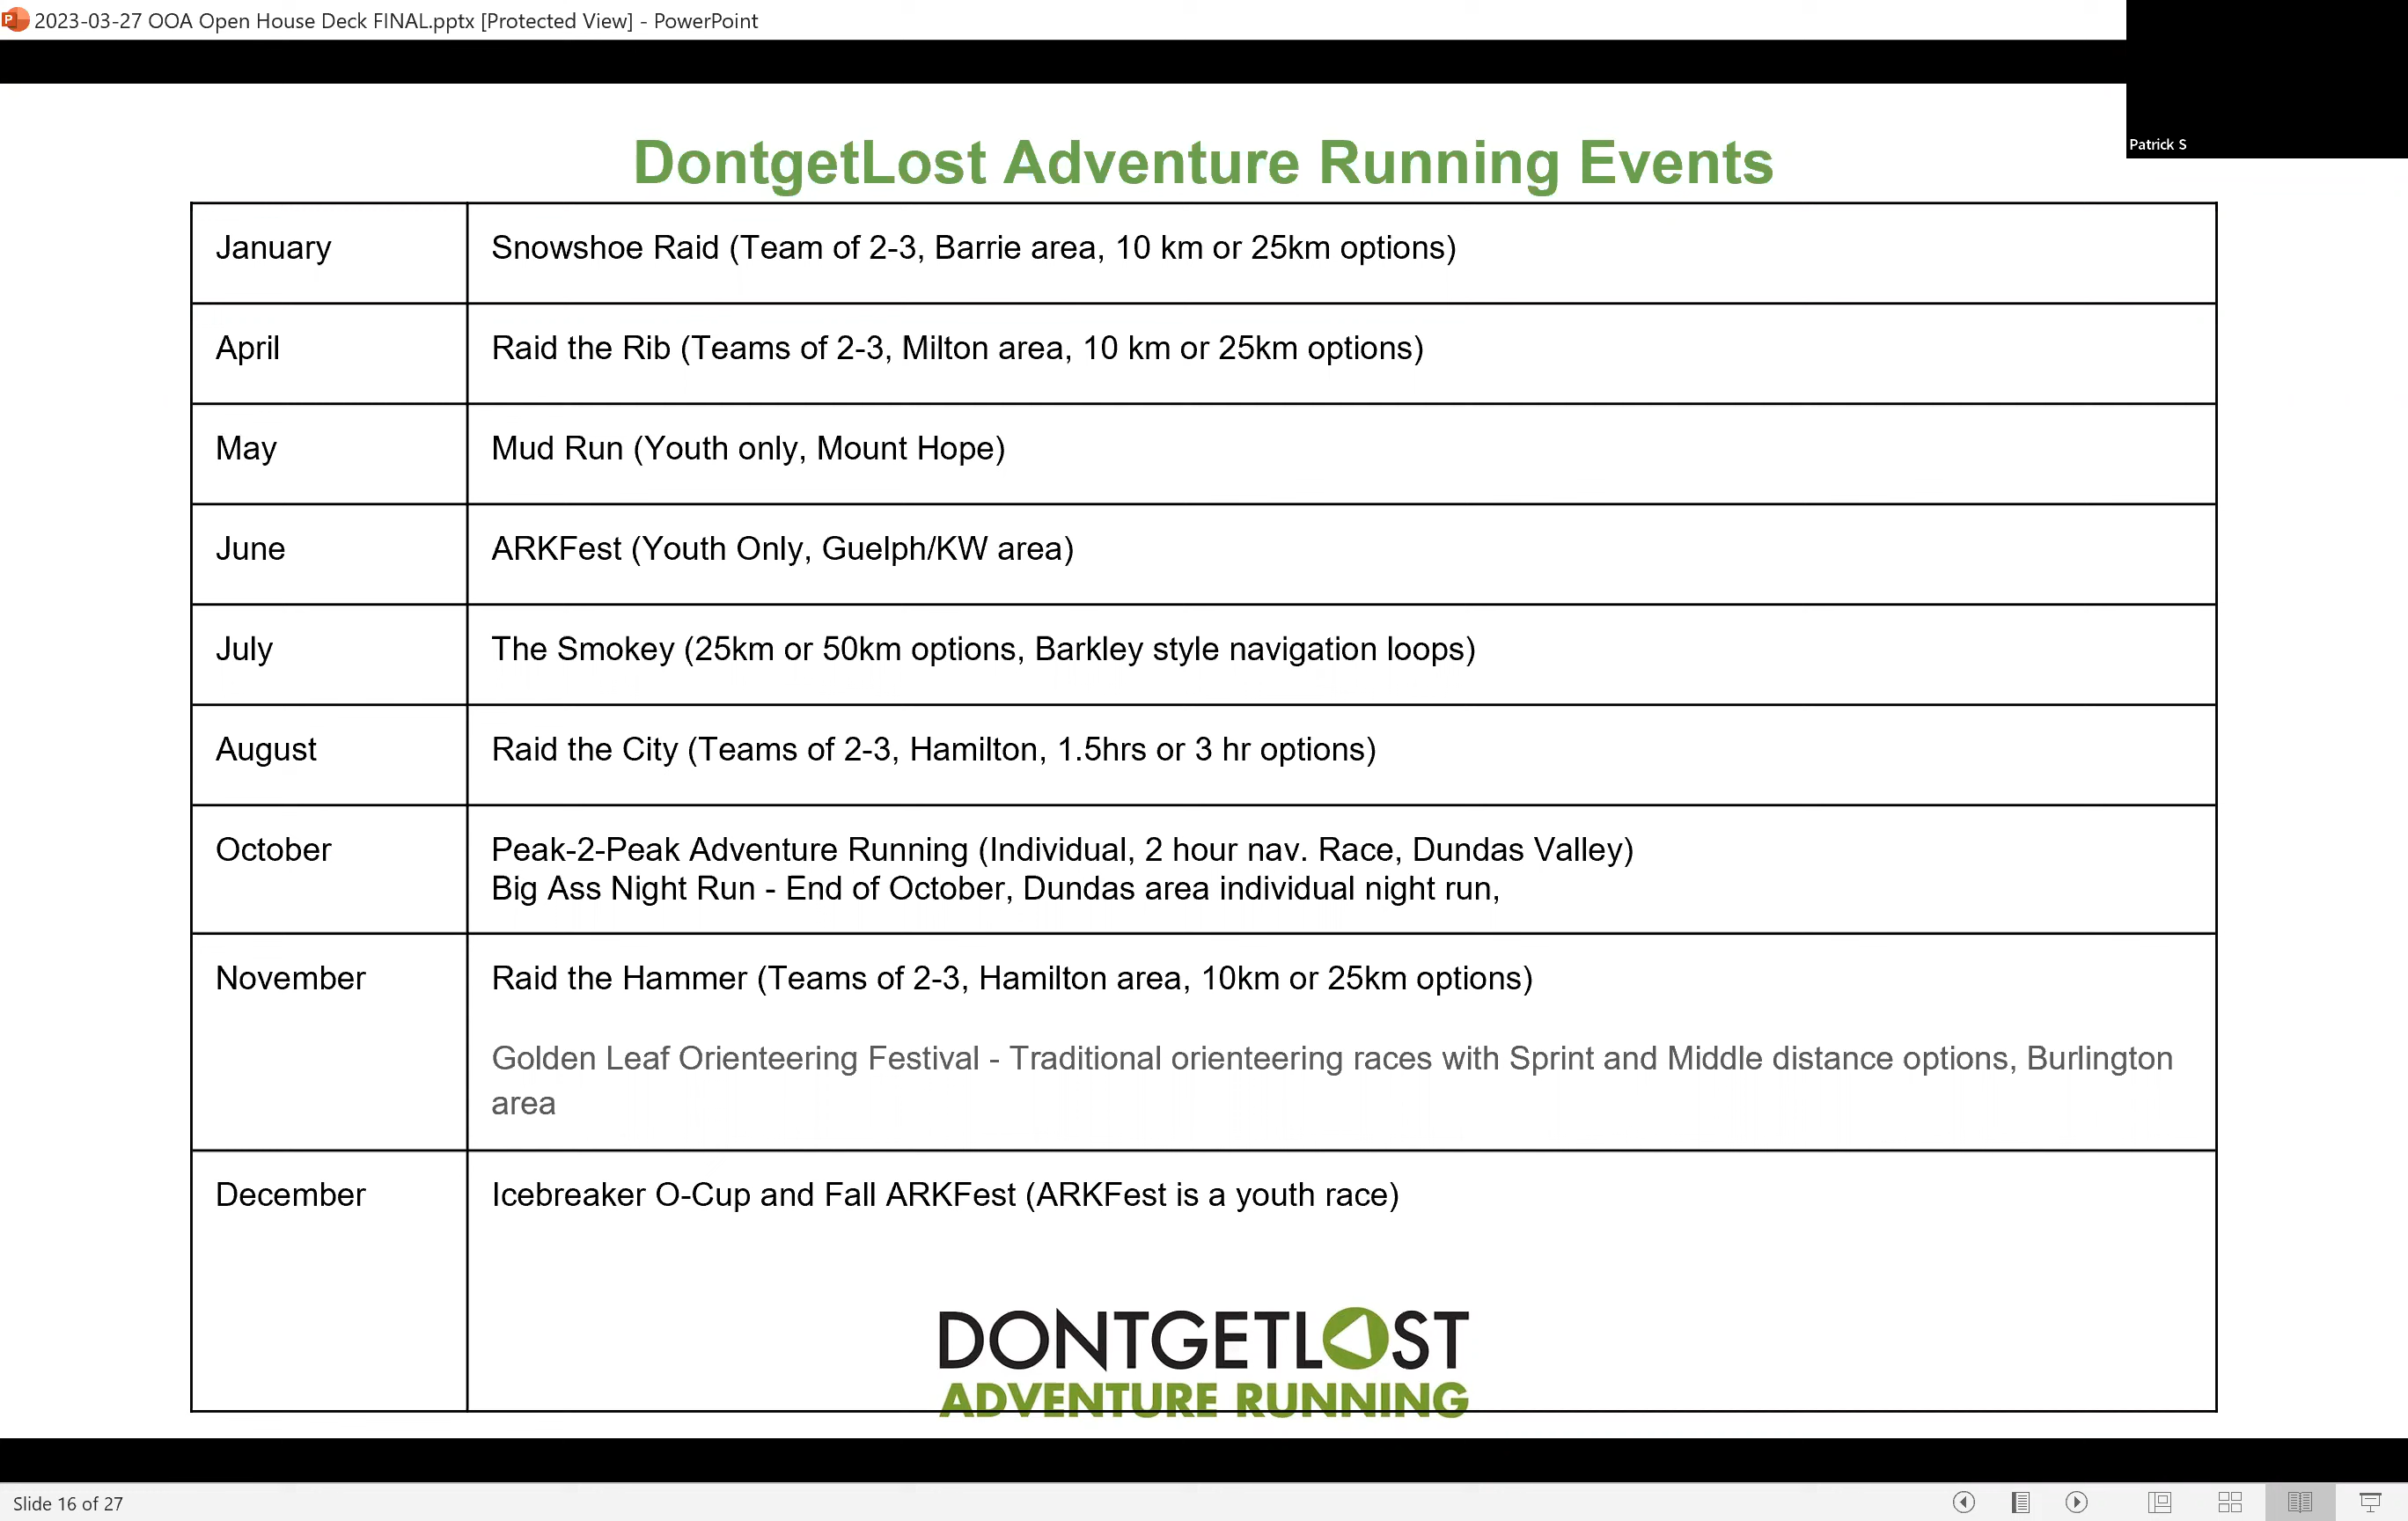 2023-03-27 OOA Open House Deck FINAL.pptx [Protected View] - PowerPoint
Patrick S
DontgetLost Adventure Running Events
January
Snowshoe Raid (Team of 2-3, Barrie area, 10 km or 25km options)
April
Raid the Rib (Teams of 2-3, Milton area, 10 km or 25km options)
May
Mud Run (Youth only, Mount Hope)
June
ARKFest (Youth Only, Guelph/KW area)
July
The Smokey (25km or 50km options, Barkley style navigation loops)
August
Raid the City (Teams of 2-3, Hamilton, 1.5hrs or 3 hr options)
October
Peak-2-Peak Adventure Running (Individual, 2 hour nav. Race, Dundas Valley)
Big Ass Night Run - End of October, Dundas area individual night run,
November
Raid the Hammer (Teams of 2-3, Hamilton area, 10km or 25km options)
Golden Leaf Orienteering Festival - Traditional orienteering races with Sprint and Middle distance options, Burlington
area
December
Icebreaker O-Cup and Fall ARKFest (ARKFest is a youth race)
DONTGETLOST
ADVENTURE RUNNING
Slide 16 of 27